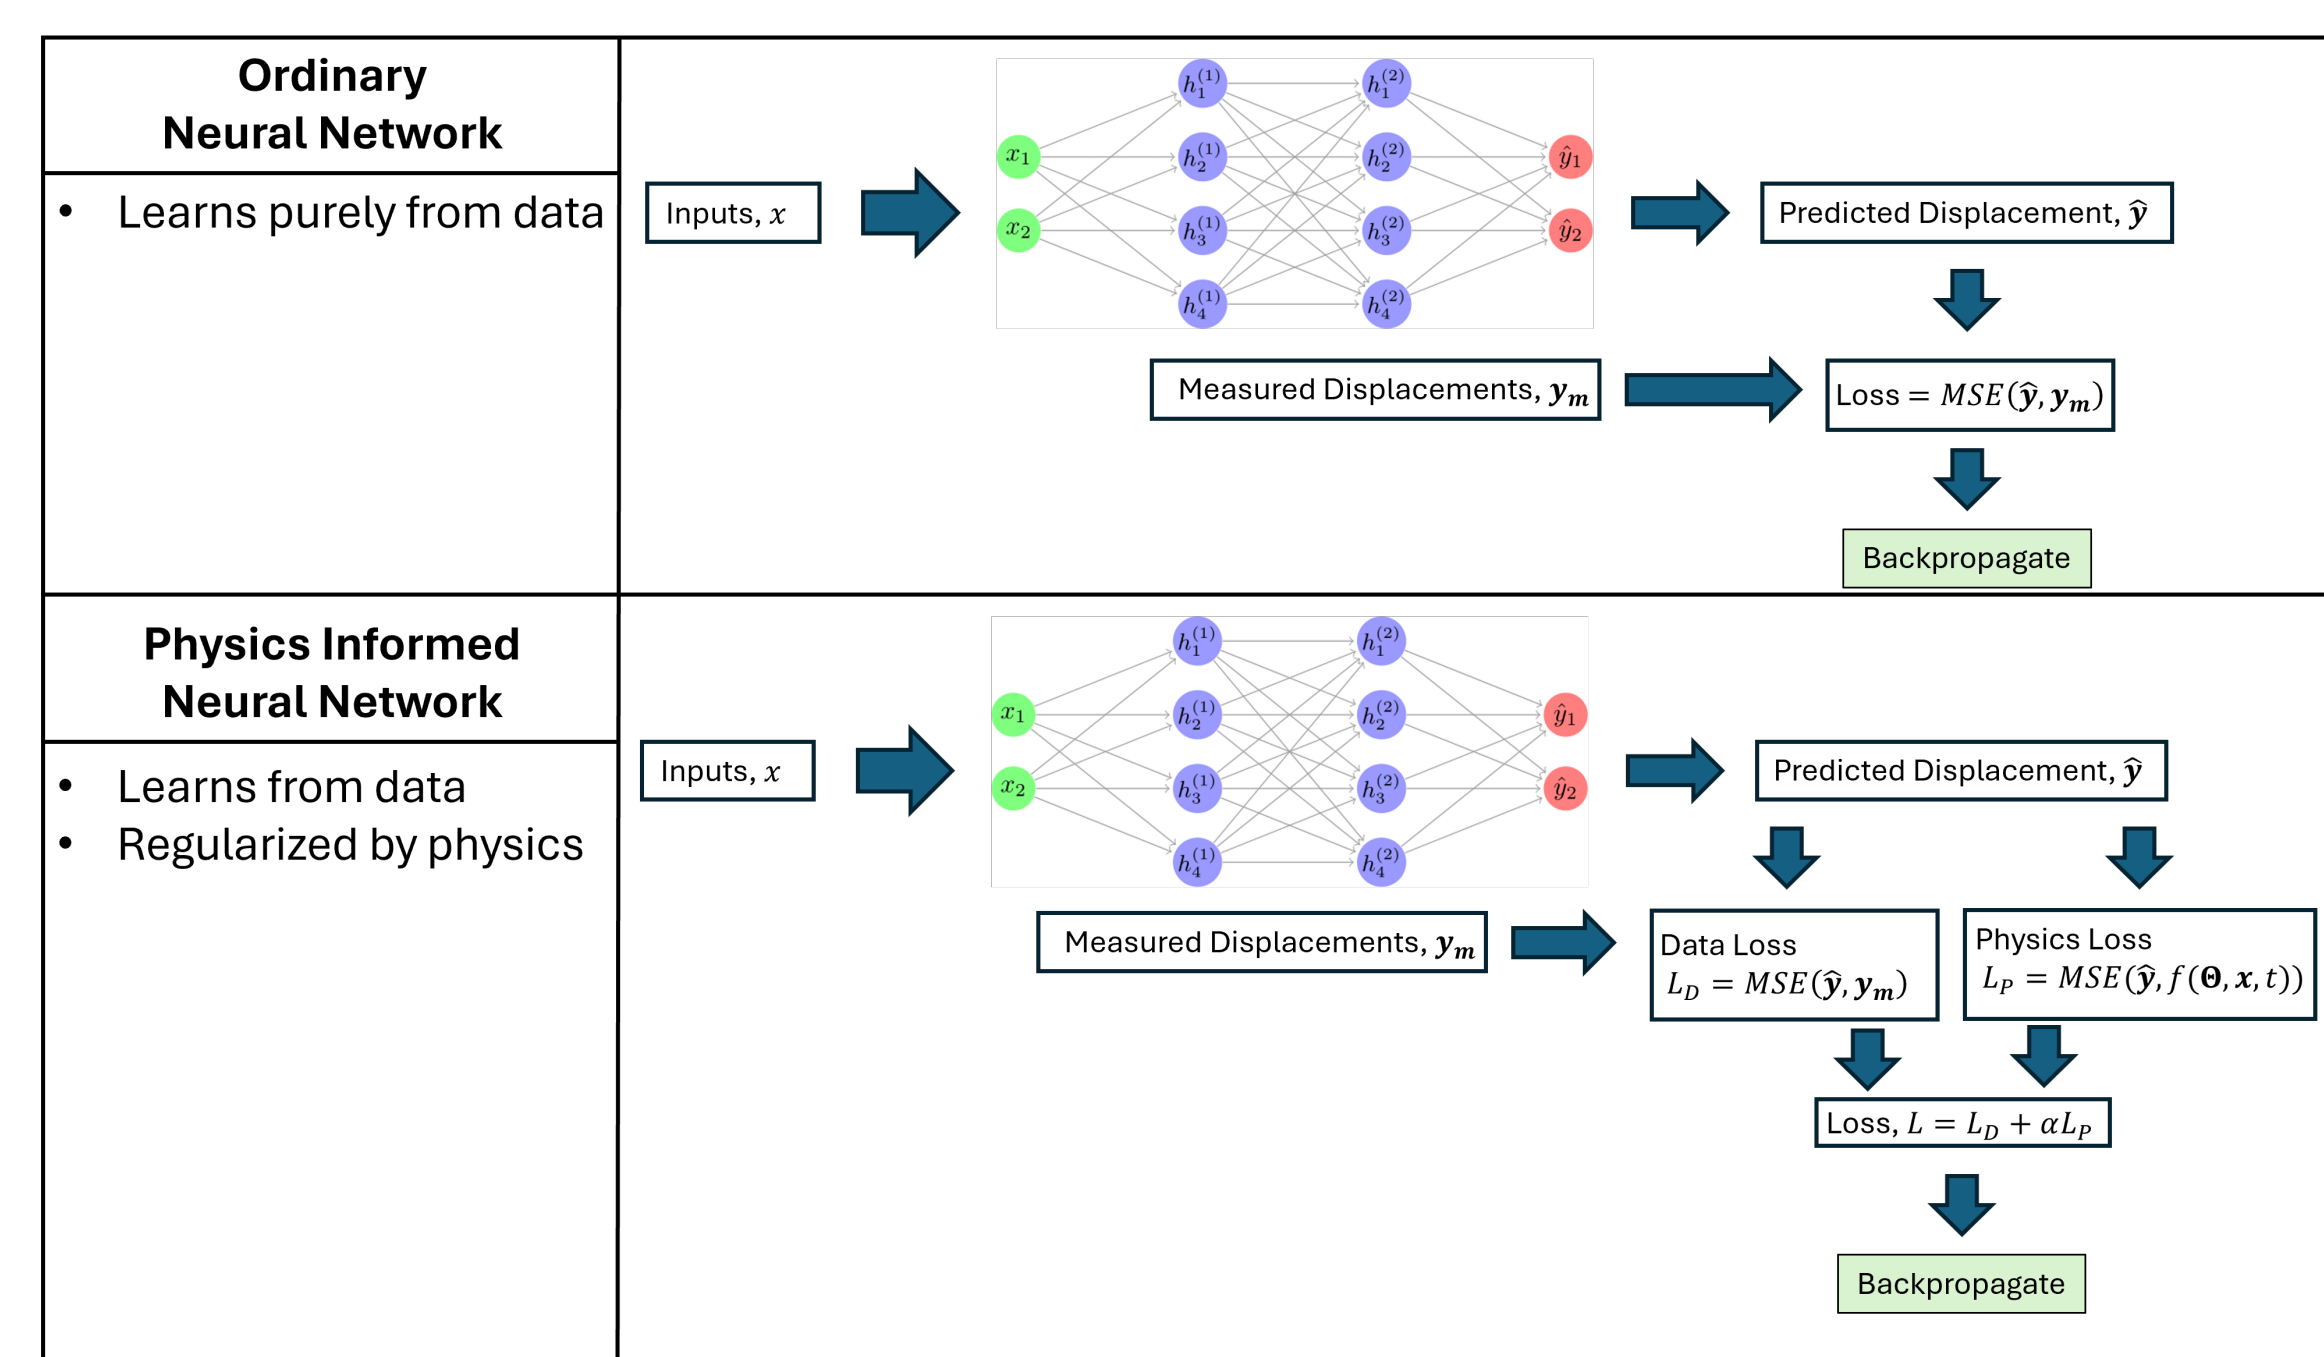 Ordinary
Neural Network
• Learns purely from data
Inputs, x
x₁
x₂
h₁⁽¹⁾
h₂⁽¹⁾
h₃⁽¹⁾
h₄⁽¹⁾
h₁⁽²⁾
h₂⁽²⁾
h₃⁽²⁾
h₄⁽²⁾
ŷ₁
ŷ₂
Predicted Displacement, ŷ
Measured Displacements, yₘ
Loss = MSE(ŷ, yₘ)
Backpropagate
Physics Informed
Neural Network
• Learns from data
• Regularized by physics
Inputs, x
x₁
x₂
h₁⁽¹⁾
h₂⁽¹⁾
h₃⁽¹⁾
h₄⁽¹⁾
h₁⁽²⁾
h₂⁽²⁾
h₃⁽²⁾
h₄⁽²⁾
ŷ₁
ŷ₂
Predicted Displacement, ŷ
Measured Displacements, yₘ
Data Loss
L_D = MSE(ŷ, yₘ)
Physics Loss
L_P = MSE(ŷ, f(Θ, x, t))
Loss, L = L_D + αL_P
Backpropagate